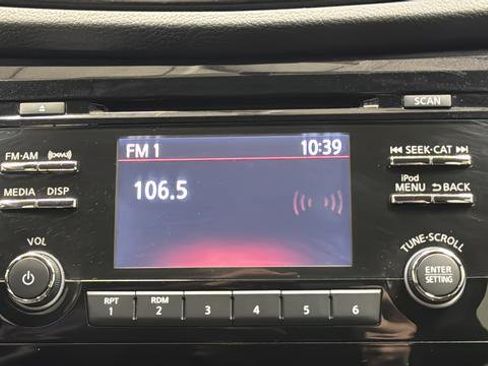 SCAN
FM 1 10:39
FM·AM
SEEK·CAT
106.5
MEDIA DISP
iPod
MENU BACK
VOL
TUNE·SCROLL
ENTER
SETTING
RPT RDM
1 2 3 4 5 6